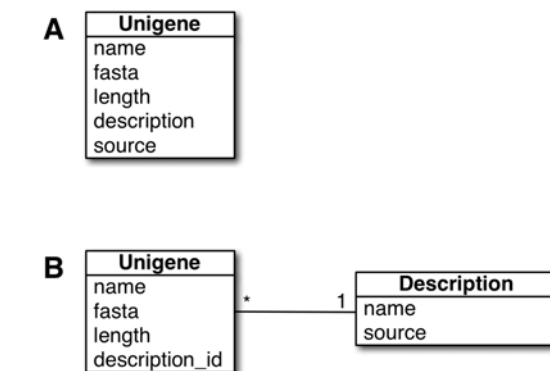 A
Unigene
name
fasta
length
description
source
B
Unigene
name
fasta
length
description_id
* 1
Description
name
source